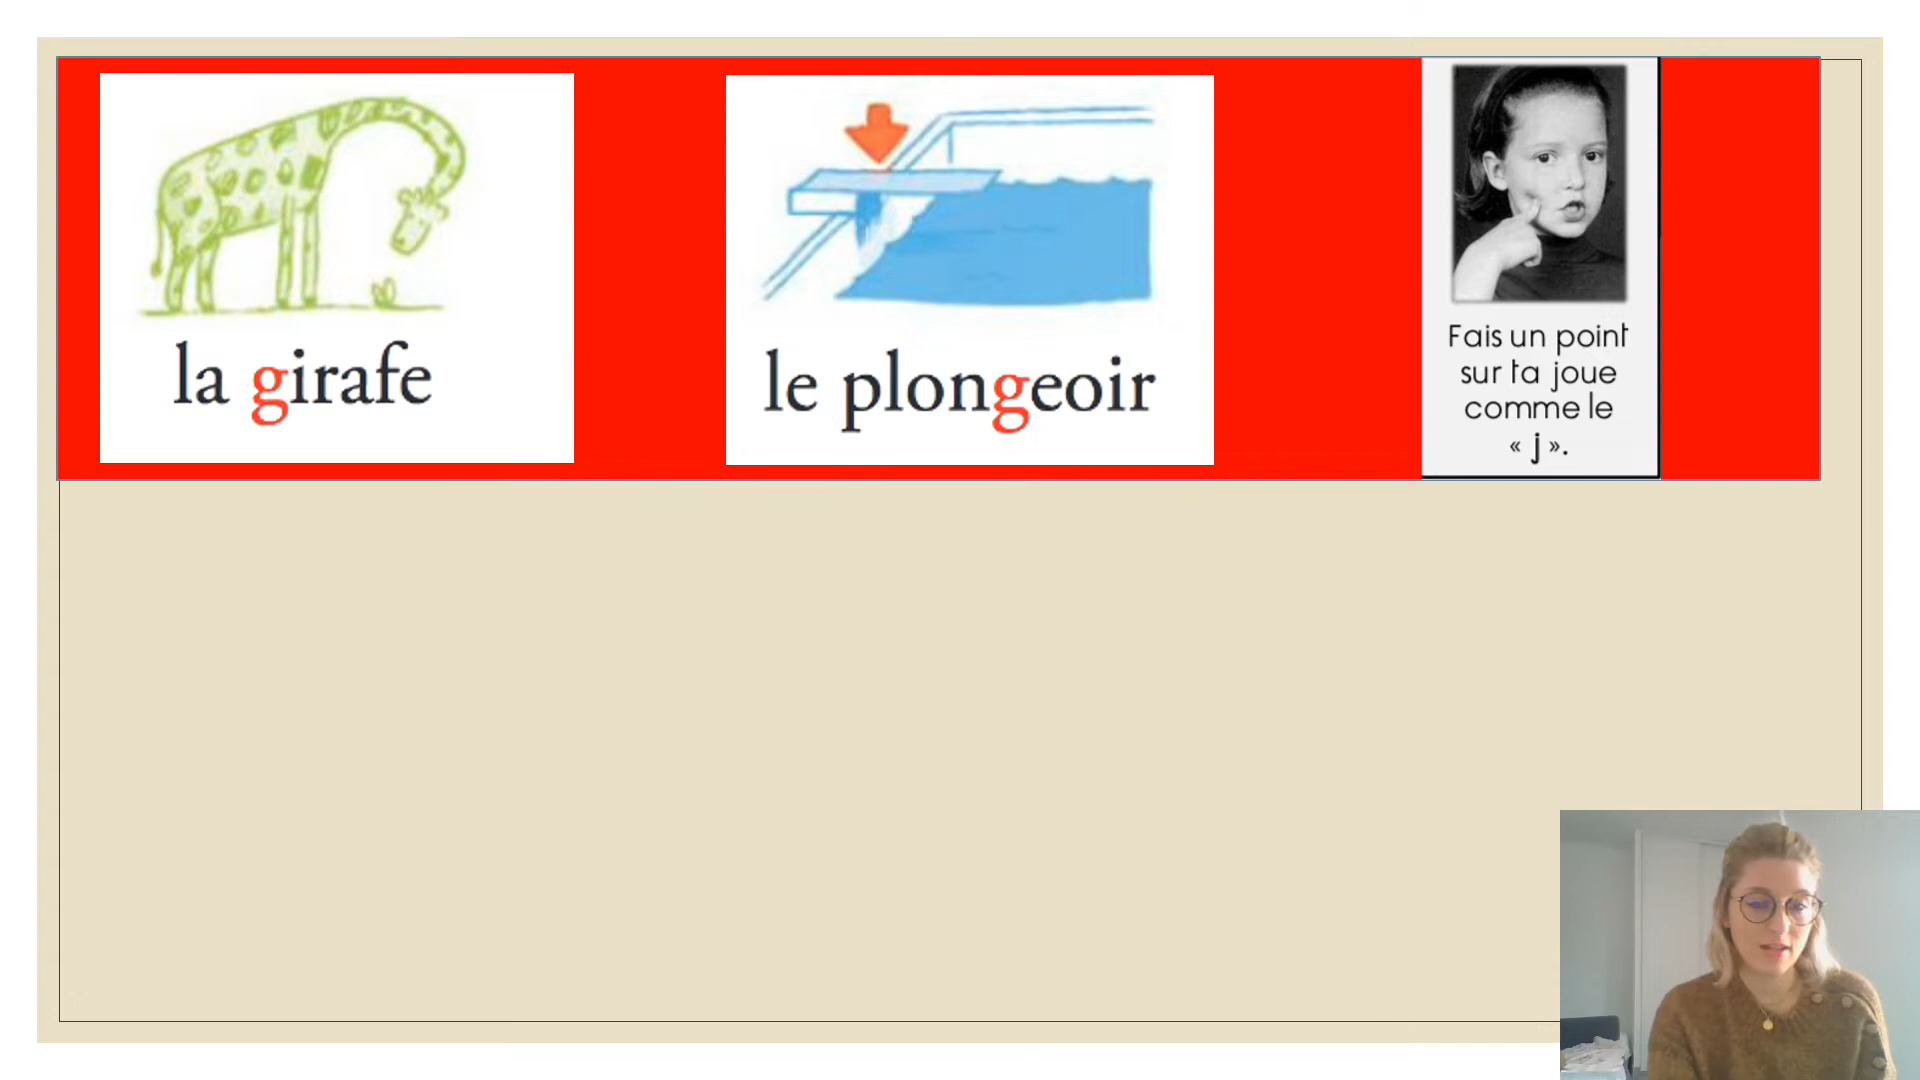 la girafe
le plongeoir
Fais un point
sur ta joue
comme le
« j ».